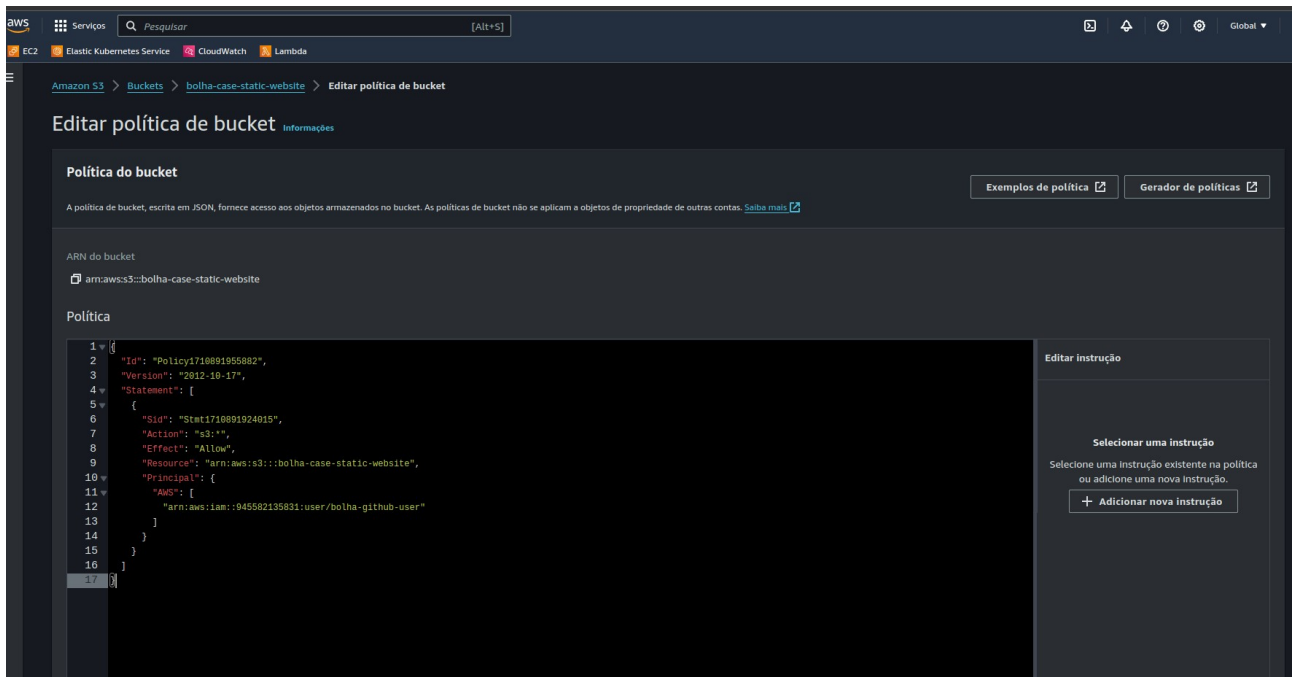 aws Serviços Pesquisar [Alt+S] Global
EC2 Elastic Kubernetes Service CloudWatch Lambda
Amazon S3 > Buckets > bolha-case-static-website > Editar política de bucket
Editar política de bucket Informações
Política do bucket
Exemplos de política Gerador de políticas
A política de bucket, escrita em JSON, fornece acesso aos objetos armazenados no bucket. As políticas de bucket não se aplicam a objetos de propriedade de outras contas. Saiba mais
ARN do bucket
arn:aws:s3:::bolha-case-static-website
Política
1 {
2 "Id": "Policy1710891955882",
3 "Version": "2012-10-17",
4 "Statement": [
5 {
6 "Sid": "Stmt1710891924015",
7 "Action": "s3:*",
8 "Effect": "Allow",
9 "Resource": "arn:aws:s3:::bolha-case-static-website",
10 "Principal": {
11 "AWS": [
12 "arn:aws:iam::945582135831:user/bolha-github-user"
13 ]
14 }
15 }
16 ]
17 }
Editar instrução
Selecionar uma instrução
Selecione uma instrução existente na política
ou adicione uma nova instrução.
+ Adicionar nova instrução